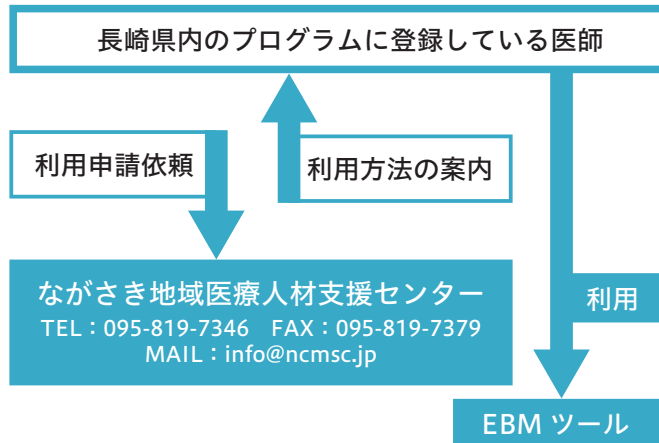 長崎県内のプログラムに登録している医師
利用申請依頼
利用方法の案内
ながさき地域医療人材支援センター
TEL：095-819-7346　FAX：095-819-7379
MAIL：info@ncmsc.jp
利用
EBM ツール